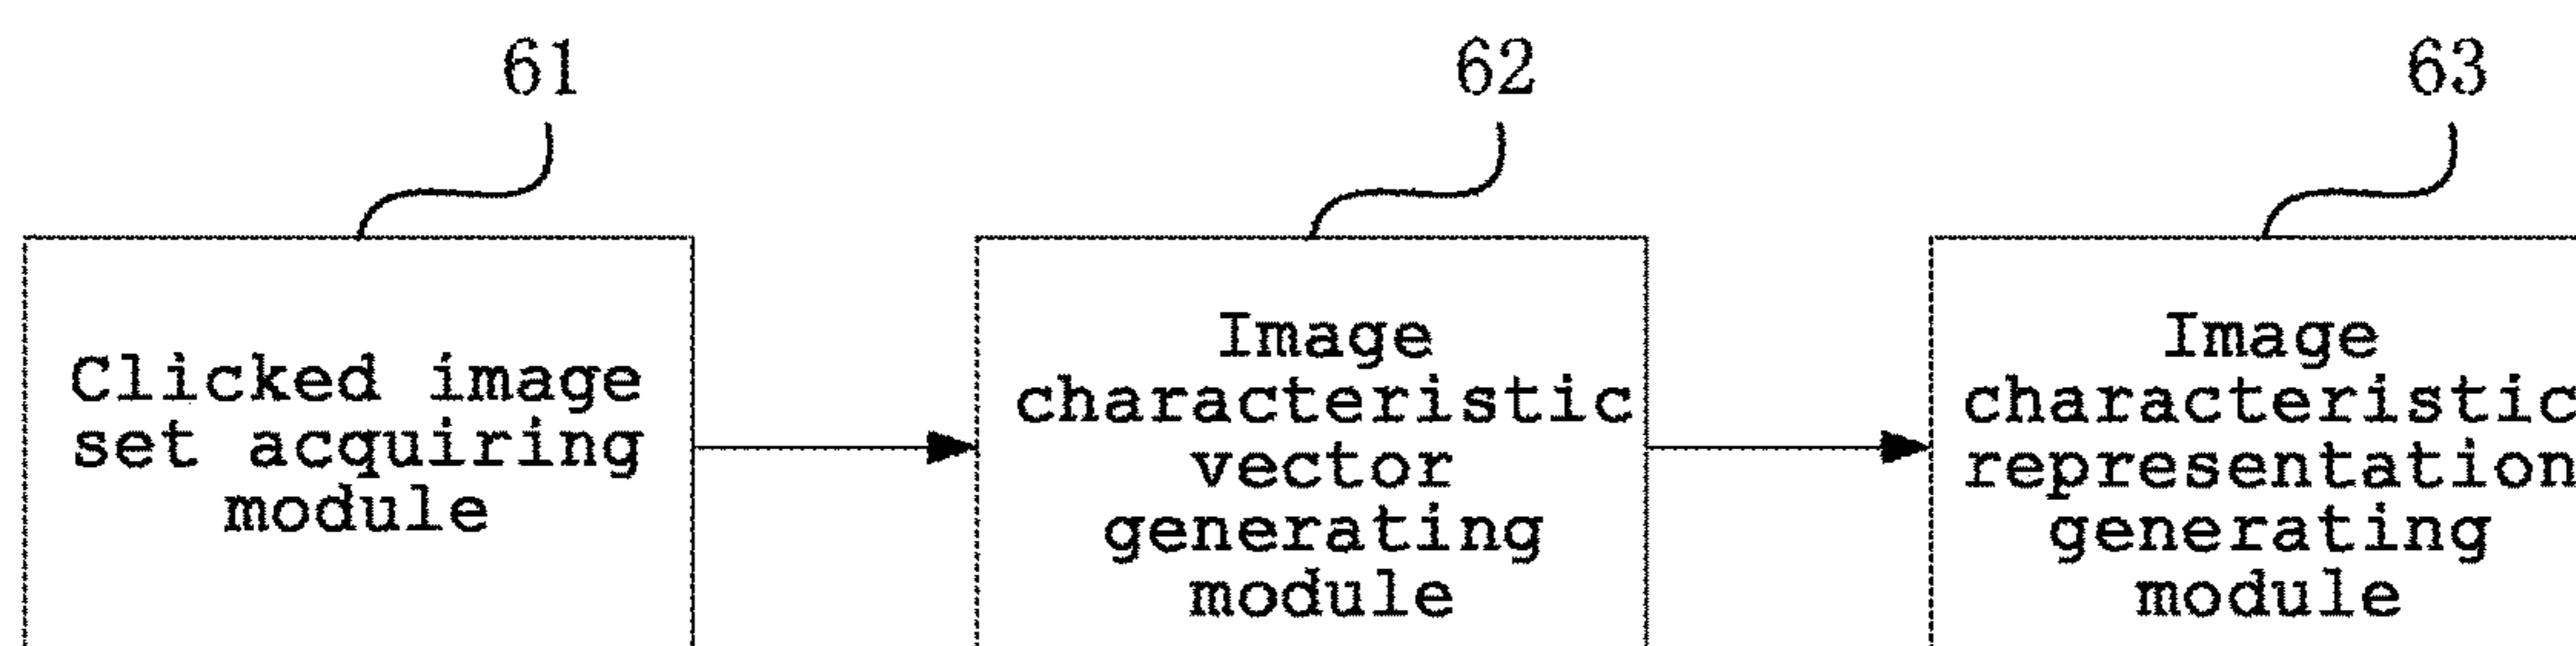 61
62
63
Clicked image
set acquiring
module
Image
characteristic
vector
generating
module
Image
characteristic
representation
generating
module